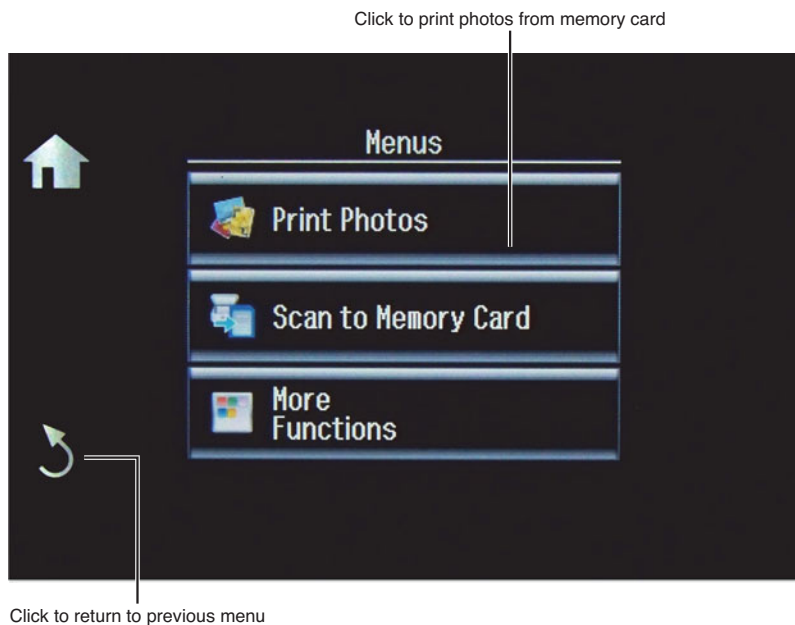 Click to print photos from memory card
Menus
Print Photos
Scan to Memory Card
More
Functions
Click to return to previous menu